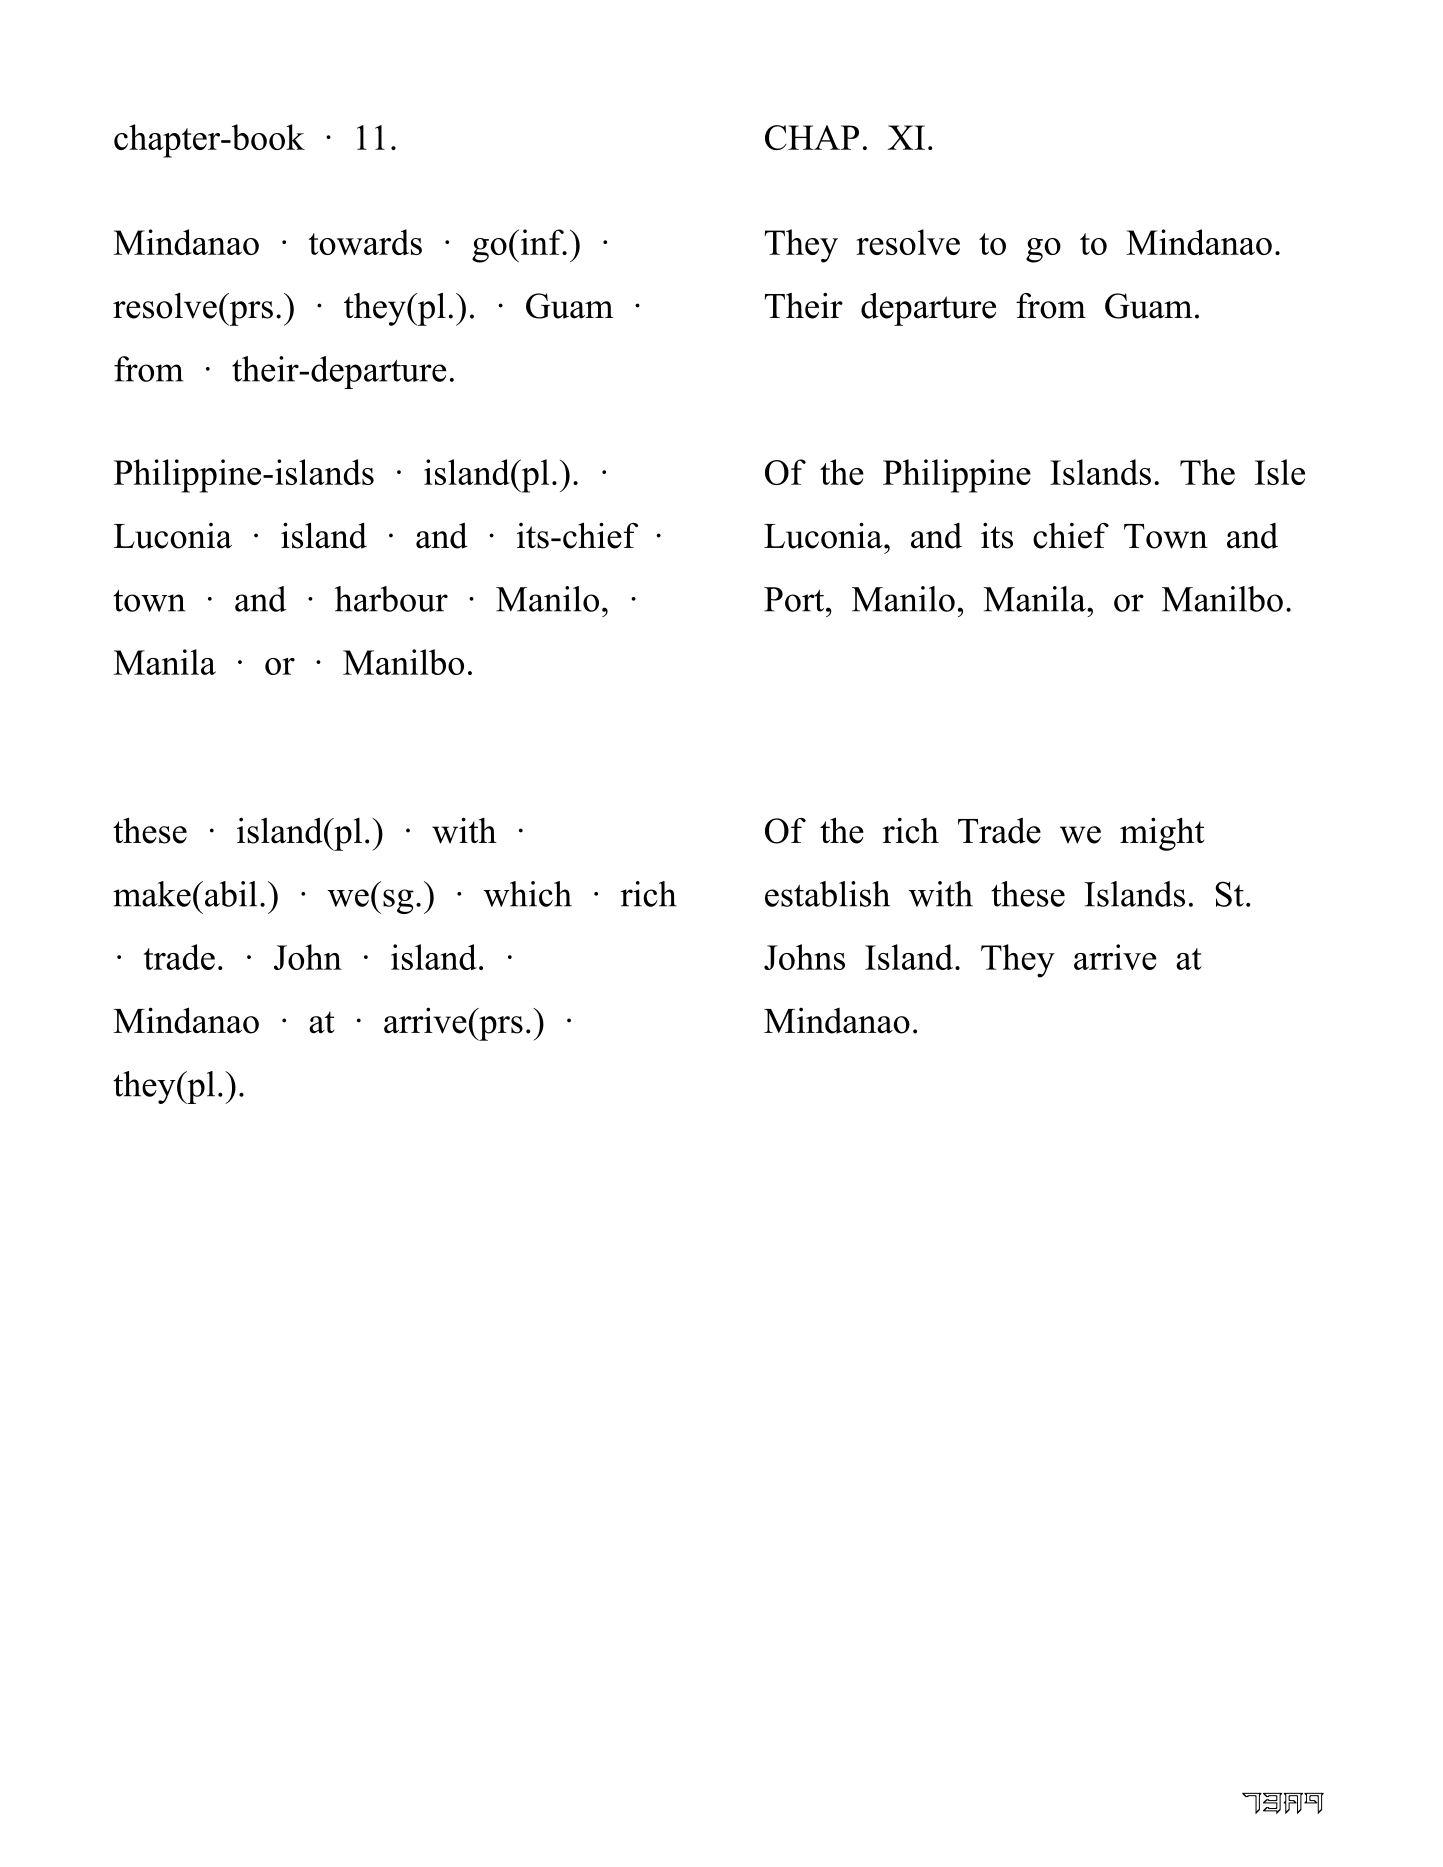 chapter-book · 11.
Mindanao · towards · go(inf.) ·
resolve(prs.) · they(pl.). · Guam ·
from · their-departure.
Philippine-islands · island(pl.). ·
Luconia · island · and · its-chief ·
town · and · harbour · Manilo, ·
Manila · or · Manilbo.
these · island(pl.) · with ·
make(abil.) · we(sg.) · which · rich
· trade. · John · island. ·
Mindanao · at · arrive(prs.) ·
they(pl.).
CHAP. XI.
They resolve to go to Mindanao.
Their departure from Guam.
Of the Philippine Islands. The Isle
Luconia, and its chief Town and
Port, Manilo, Manila, or Manilbo.
Of the rich Trade we might
establish with these Islands. St.
Johns Island. They arrive at
Mindanao.